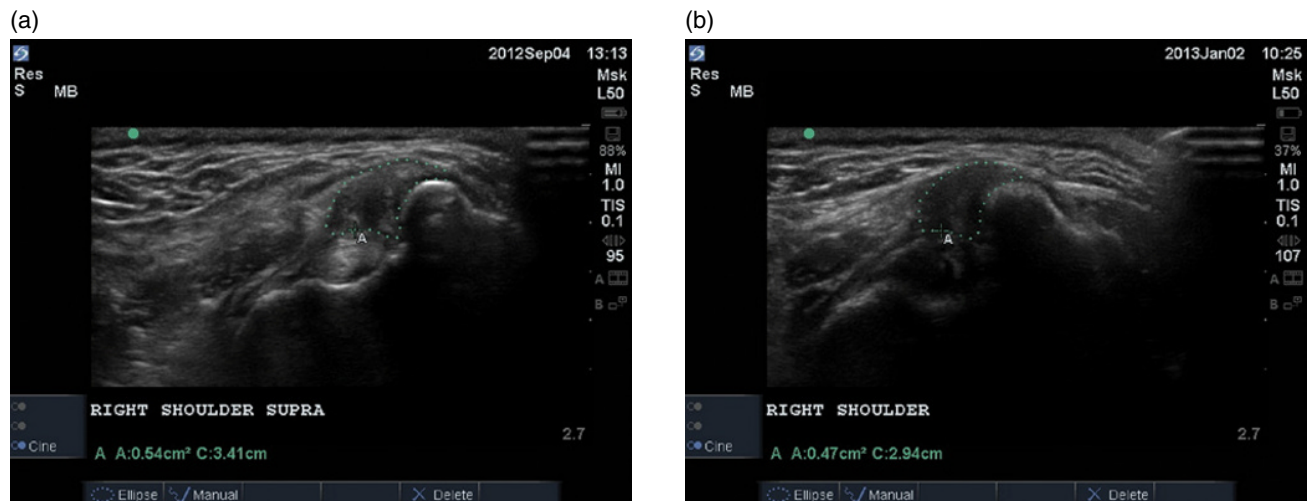 (a)
2012Sep04 13:13
Res
S MB
Msk
L50
88%
MI
1.0
TIS
0.1
95
A
B
A
RIGHT SHOULDER SUPRA
2.7
Cine
A A:0.54cm² C:3.41cm
Ellipse Manual Delete
(b)
2013Jan02 10:25
Res
S MB
Msk
L50
37%
MI
1.0
TIS
0.1
107
A
B
A
RIGHT SHOULDER
2.7
Cine
A A:0.47cm² C:2.94cm
Ellipse Manual Delete